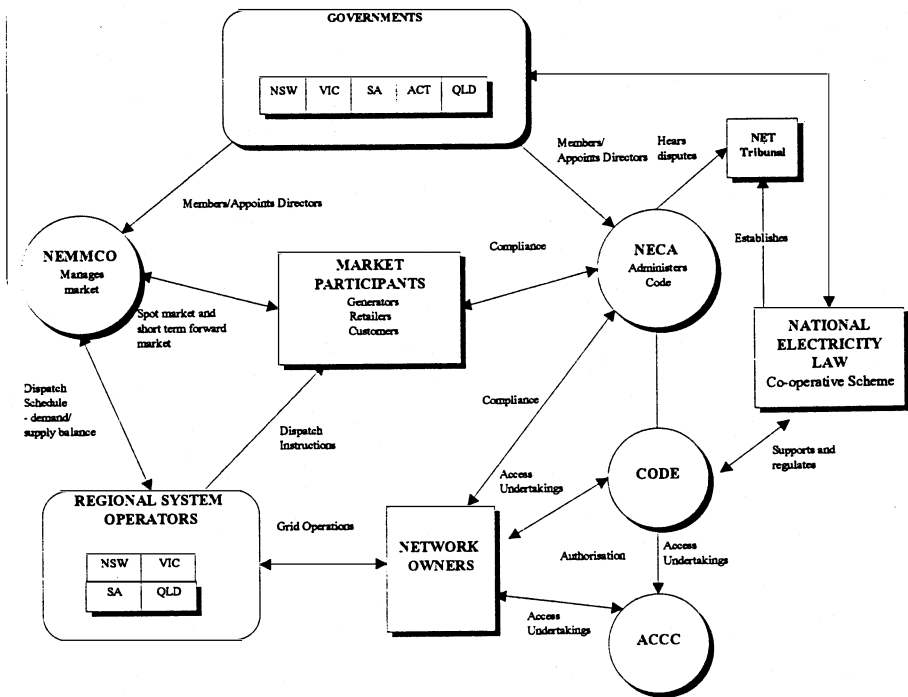 GOVERNMENTS
NSW VIC SA ACT QLD
Members/
Appoints Directors
Hears
disputes
NET
Tribunal
Members/Appoints Directors
NEMMCO
Manages
market
Compliance
NECA
Administers
Code
Establishes
MARKET
PARTICIPANTS
Generators
Retailers
Customers
Spot market and
short term forward
market
NATIONAL
ELECTRICITY
LAW
Co-operative Scheme
Dispatch
Schedule
- demand/
supply balance
Compliance
Dispatch
Instructions
Supports and
regulates
CODE
Access
Undertakings
REGIONAL SYSTEM
OPERATORS
NSW VIC
SA QLD
Grid Operations
NETWORK
OWNERS
Authorisation
Access
Undertakings
Access
Undertakings
ACCC